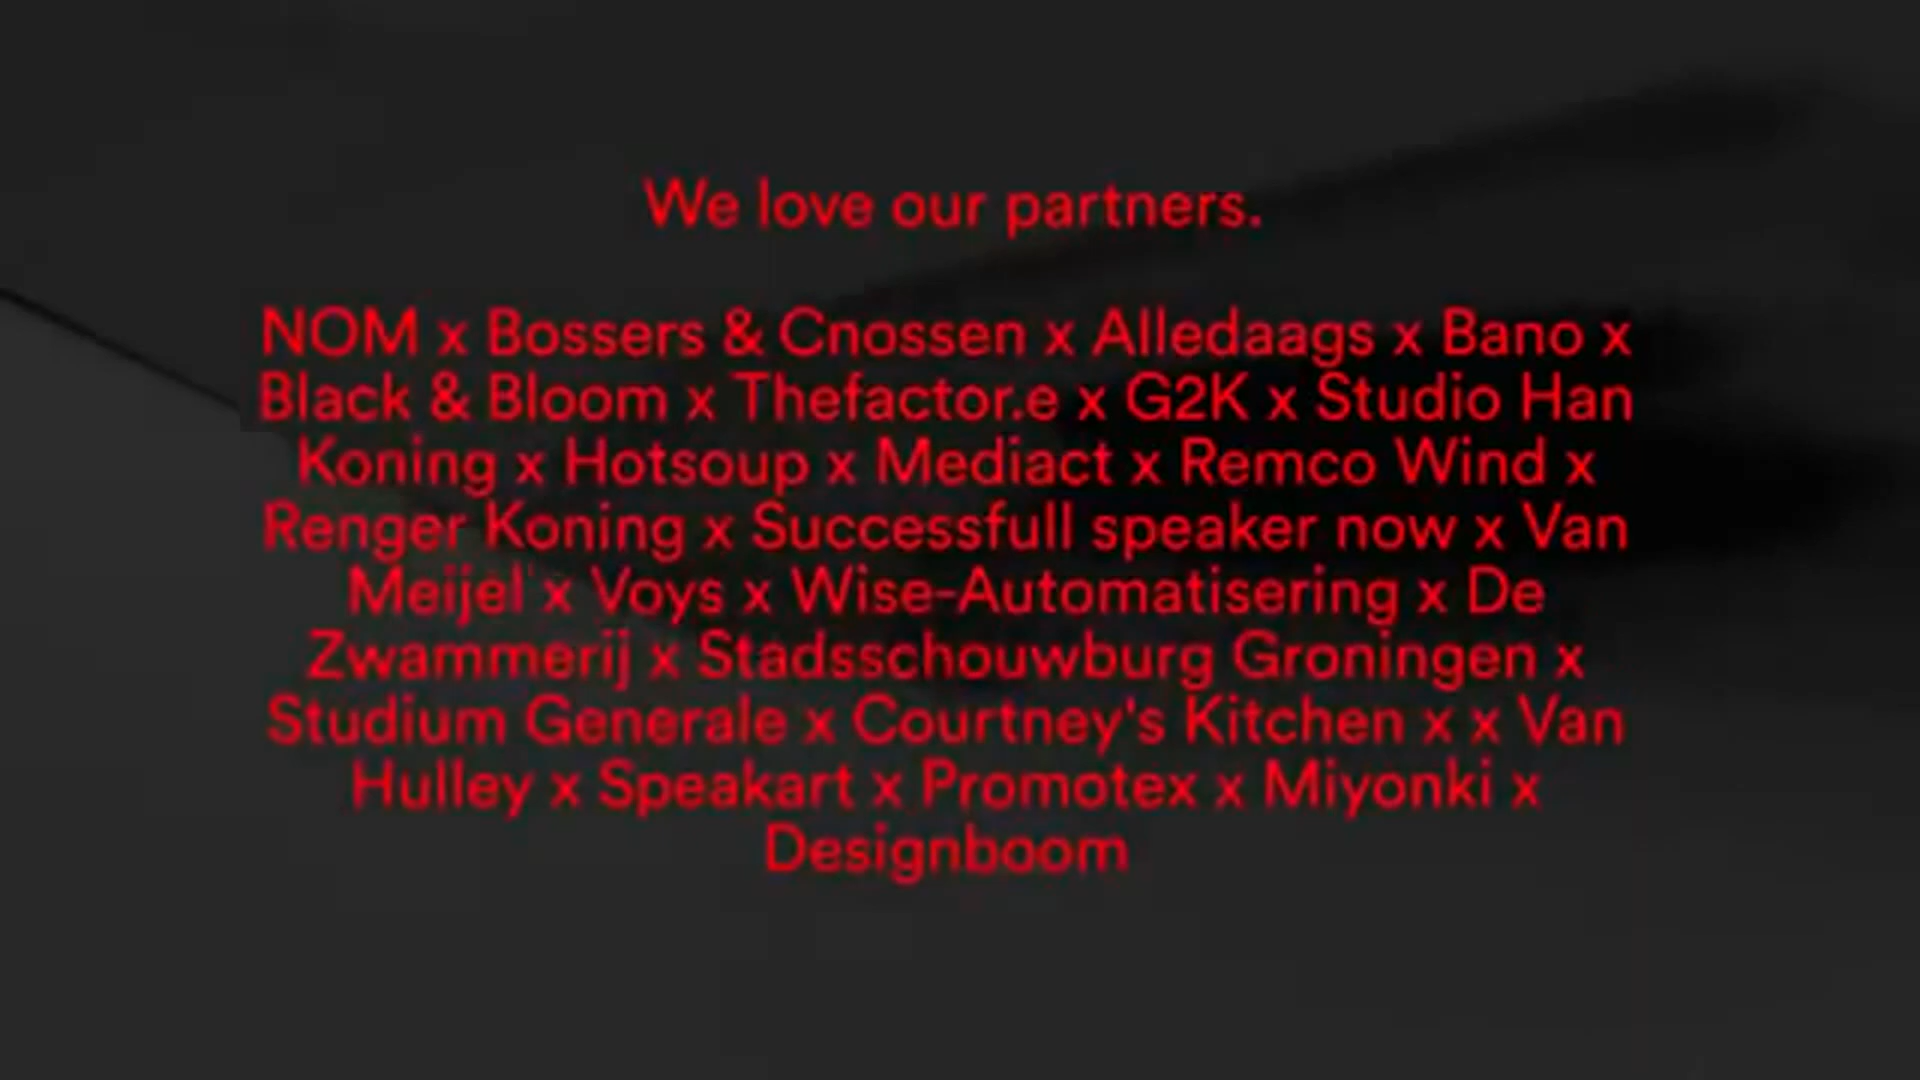 We love our partners.
NOM x Bossers & Cnossen x Alledaags x Bano x
Black & Bloom x Thefactor.e x G2K x Studio Han
Koning x Hotsoup x Mediact x Remco Wind x
Renger Koning x Successfull speaker now x Van
Meijel x Voys x Wise-Automatisering x De
Zwammerij x Stadsschouwburg Groningen x
Studium Generale x Courtney's Kitchen x x Van
Hulley x Speakart x Promotex x Miyonki x
Designboom